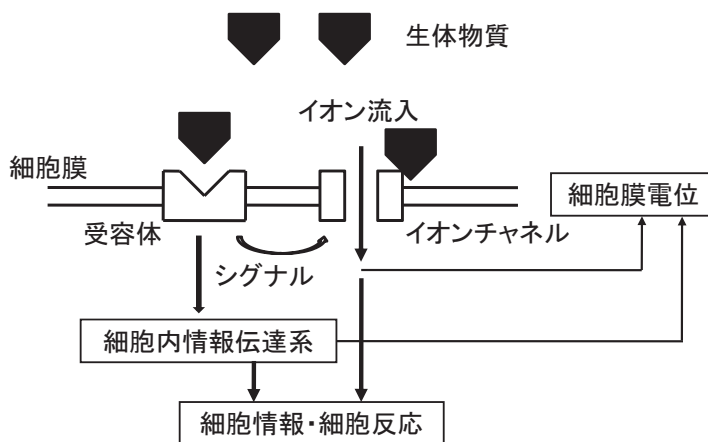 生体物質
イオン流入
細胞膜
細胞膜電位
受容体
イオンチャネル
シグナル
細胞内情報伝達系
細胞情報・細胞反応